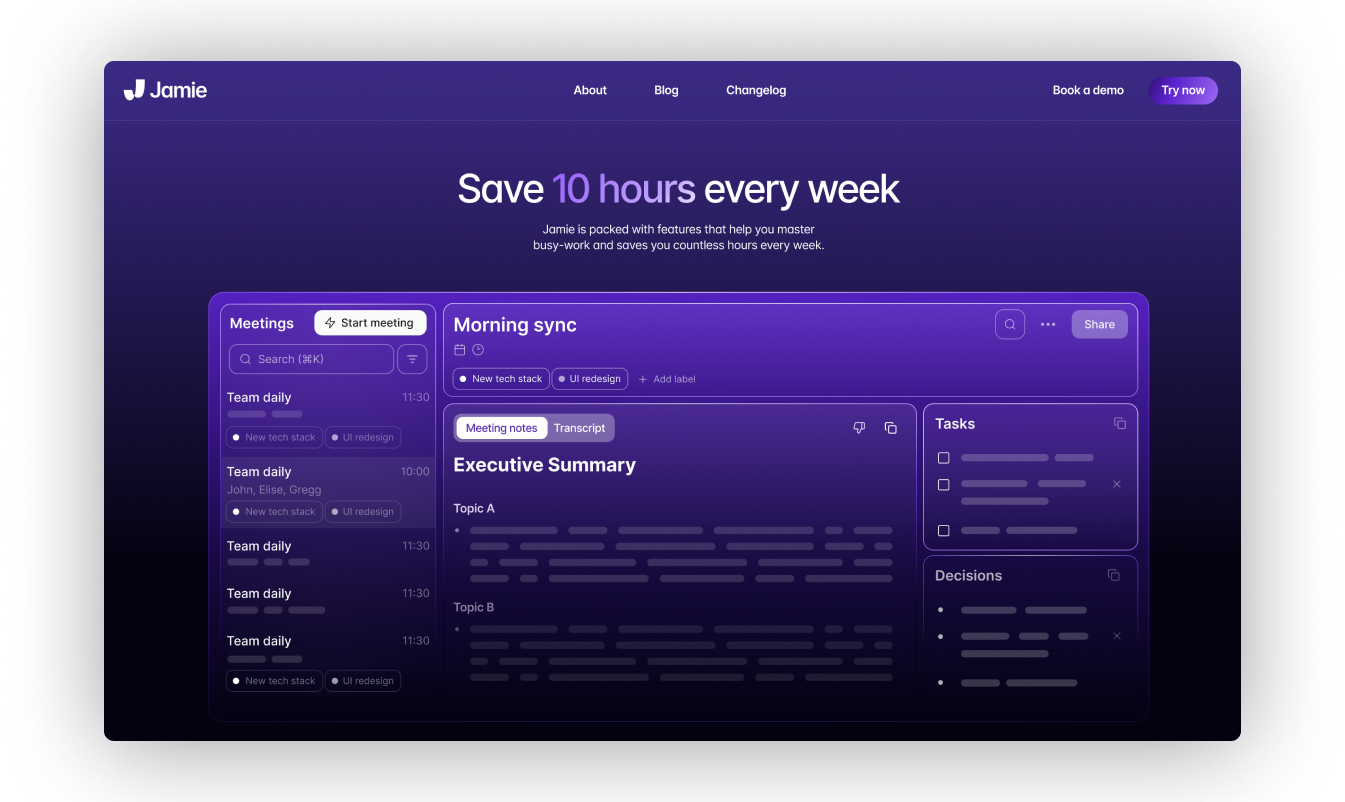 Jamie
About
Blog
Changelog
Book a demo
Try now
Save 10 hours every week
Jamie is packed with features that help you master
busy-work and saves you countless hours every week.
Meetings
Start meeting
Search (⌘K)
Team daily
11:30
New tech stack
UI redesign
Team daily
10:00
John, Elise, Gregg
New tech stack
UI redesign
Team daily
11:30
Team daily
11:30
Team daily
11:30
New tech stack
UI redesign
Morning sync
Share
New tech stack
UI redesign
Add label
Meeting notes
Transcript
Executive Summary
Topic A
Topic B
Tasks
Decisions